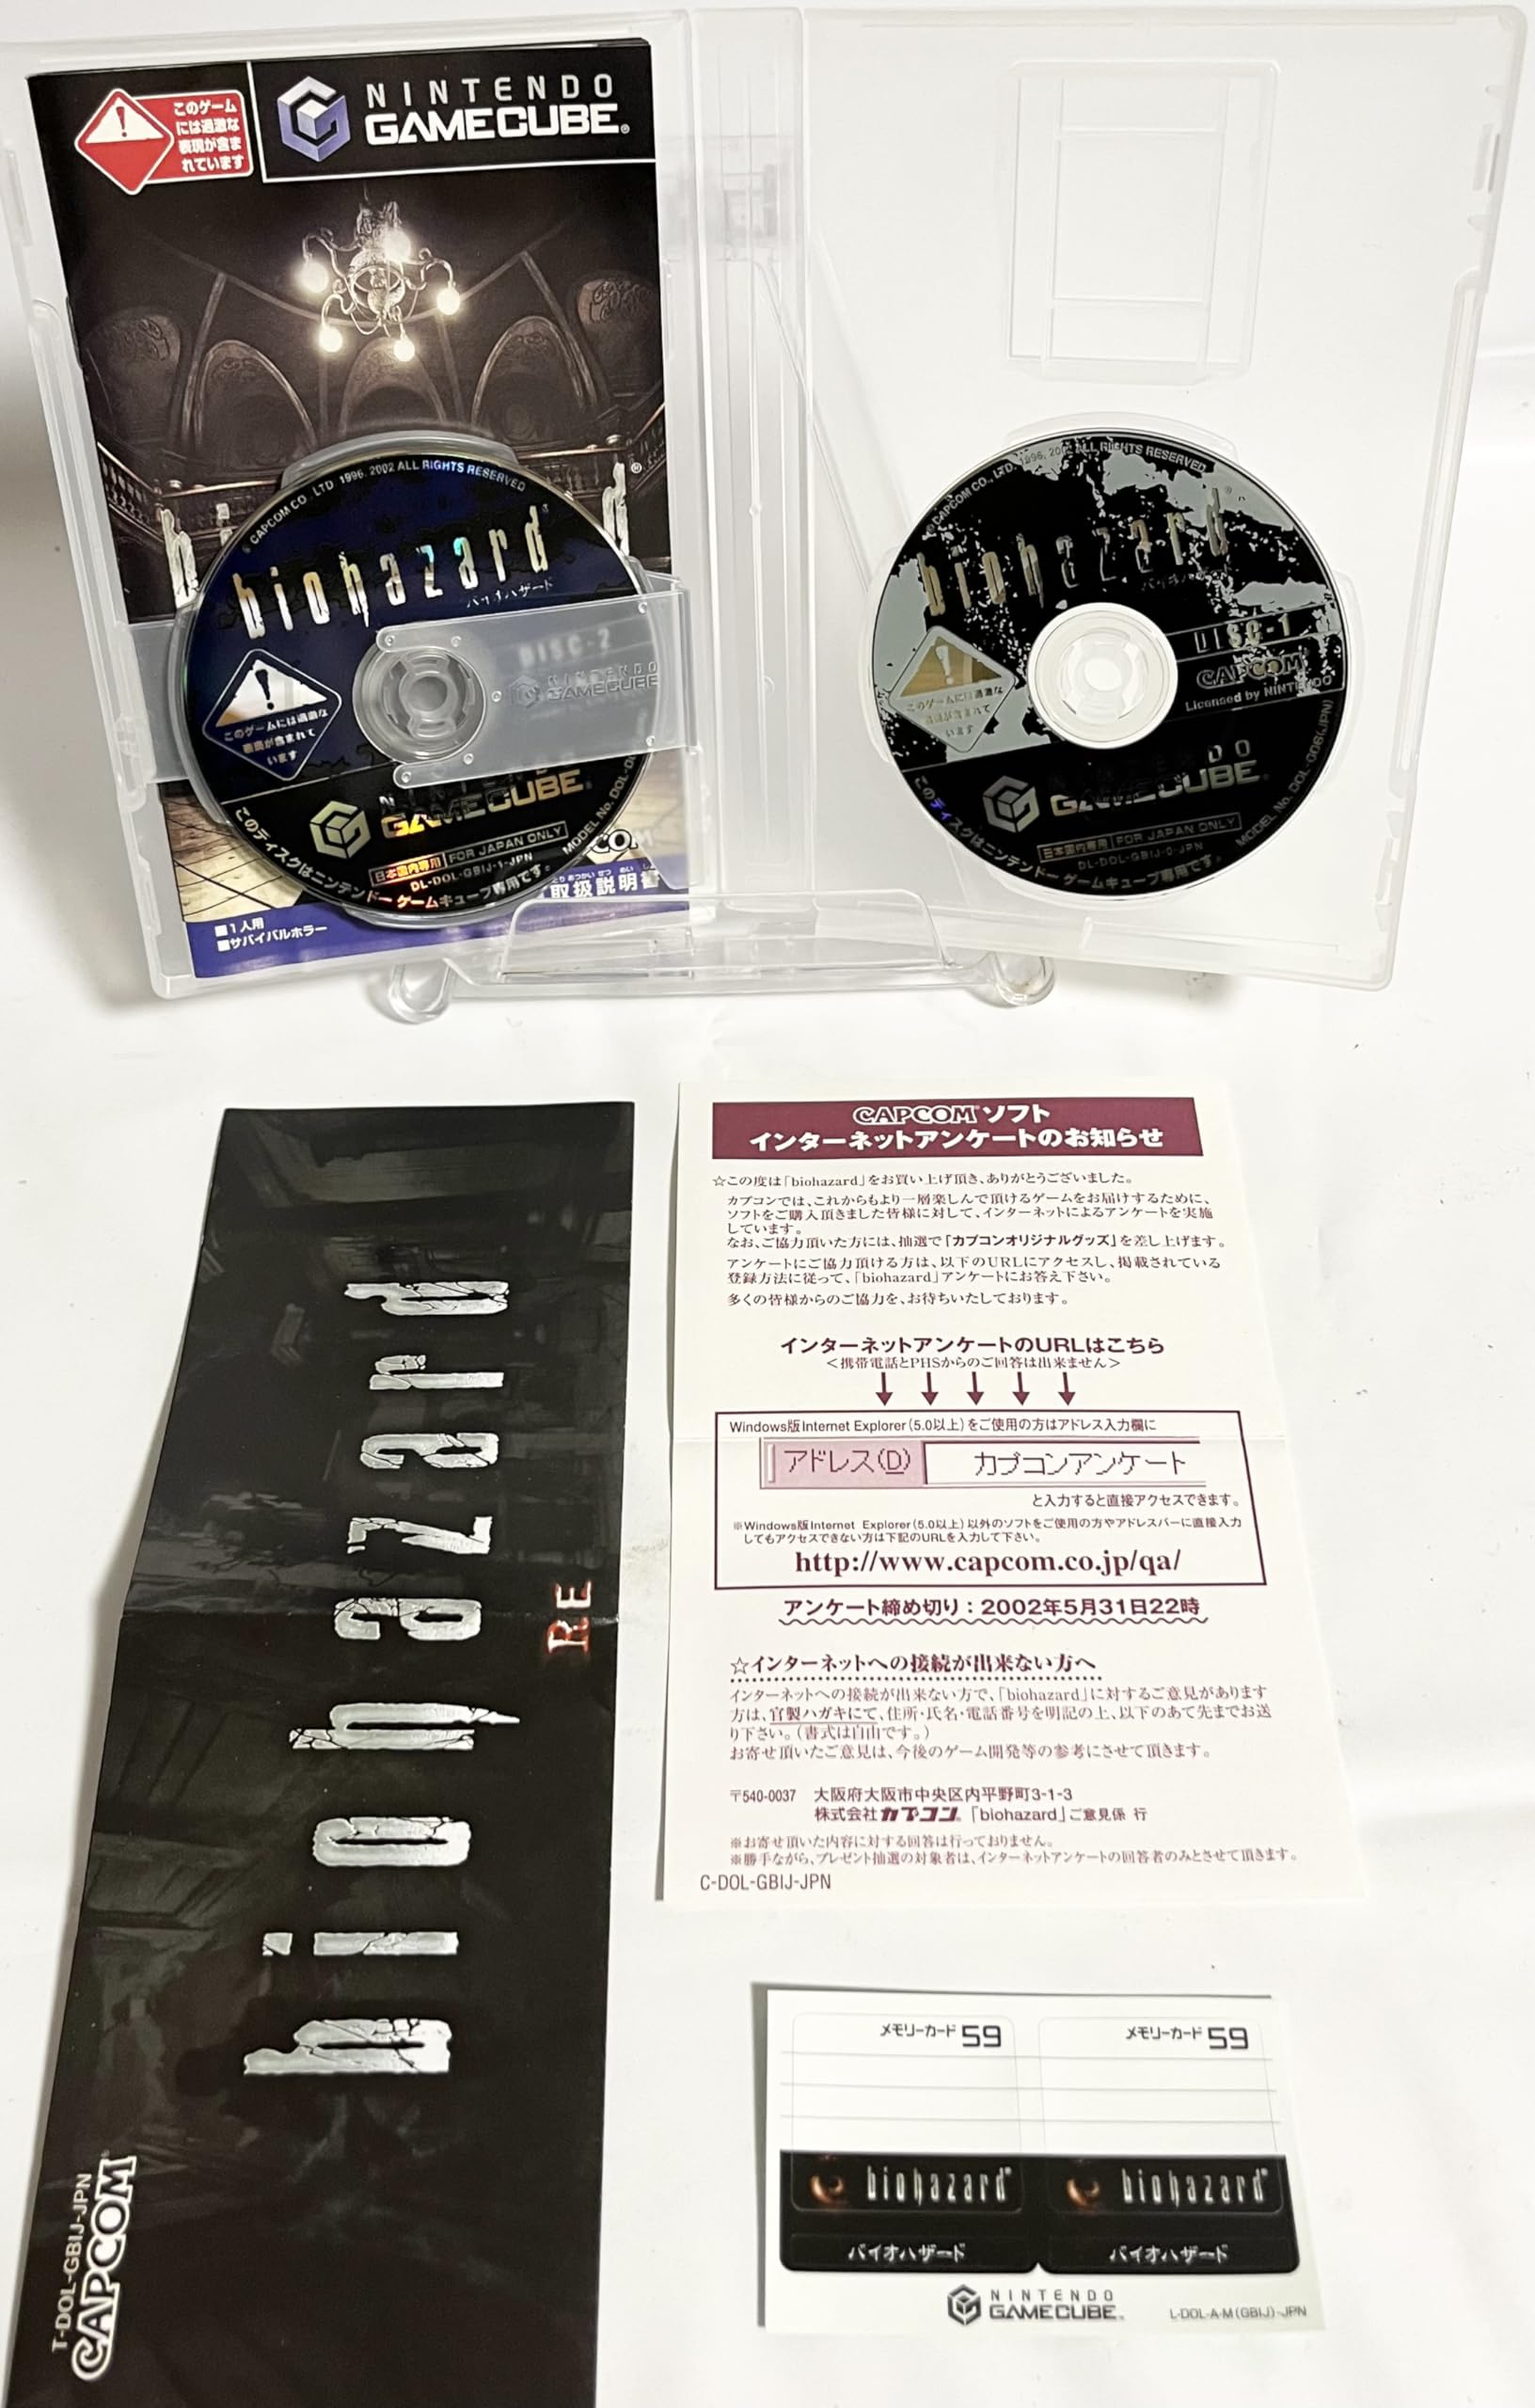 このゲーム
には過激な
表現が含ま
れています
NINTENDO
GAMECUBE®
© CAPCOM CO., LTD. 1996, 2002 ALL RIGHTS RESERVED
biohazard®
バイオハザード
DISC-2
NINTENDO
GAMECUBE
このゲームには過激な
表現が含まれて
います
GAMECUBE®
日本国内専用 FOR JAPAN ONLY
DL-DOL-GBIJ-1-JPN
MODEL No. DOL-
このディスクはニンテンドー ゲームキューブ専用です。
取扱説明書
■1人用
■サバイバルホラー
© CAPCOM CO., LTD. 1996, 2002 ALL RIGHTS RESERVED
biohazard®
DISC-1
CAPCOM
Licensed by NINTENDO
このゲームには過激な
表現が含まれて
います
GAMECUBE®
日本国内専用 FOR JAPAN ONLY
DL-DOL-GBIJ-0-JPN
MODEL No. DOL-006(JPN)
このディスクはニンテンドー ゲームキューブ専用です。
biohazard
RE
T-DOL-GBIJ-JPN
CAPCOM
CAPCOM ソフト
インターネットアンケートのお知らせ
☆この度は「biohazard」をお買い上げ頂き、ありがとうございました。
カプコンでは、これからもより一層楽しんで頂けるゲームをお届けするために、
ソフトをご購入頂きました皆様に対して、インターネットによるアンケートを実施
しています。
なお、ご協力頂いた方には、抽選で「カプコンオリジナルグッズ」を差し上げます。
アンケートにご協力頂ける方は、以下のURLにアクセスし、掲載されている
登録方法に従って、「biohazard」アンケートにお答え下さい。
多くの皆様からのご協力を、お待ちいたしております。
インターネットアンケートのURLはこちら
<携帯電話とPHSからのご回答は出来ません>
Windows版Internet Explorer(5.0以上)をご使用の方はアドレス入力欄に
アドレス(D) カプコンアンケート
と入力すると直接アクセスできます。
※Windows版Internet Explorer(5.0以上)以外のソフトをご使用の方やアドレスバーに直接入力
してもアクセスできない方は下記のURLを入力して下さい。
http://www.capcom.co.jp/qa/
アンケート締め切り：2002年5月31日22時
☆インターネットへの接続が出来ない方へ
インターネットへの接続が出来ない方で、「biohazard」に対するご意見があります
方は、官製ハガキにて、住所・氏名・電話番号を明記の上、以下のあて先までお送
り下さい。(書式は自由です。)
お寄せ頂いたご意見は、今後のゲーム開発等の参考にさせて頂きます。
〒540-0037 大阪府大阪市中央区内平野町3-1-3
株式会社カプコン「biohazard」ご意見係 行
※お寄せ頂いた内容に対する回答は行っておりません。
※勝手ながら、プレゼント抽選の対象者は、インターネットアンケートの回答者のみとさせて頂きます。
C-DOL-GBIJ-JPN
メモリーカード59
メモリーカード59
biohazard®
biohazard®
バイオハザード
バイオハザード
NINTENDO
GAMECUBE
L-DOL-A-M(GBIJ)-JPN